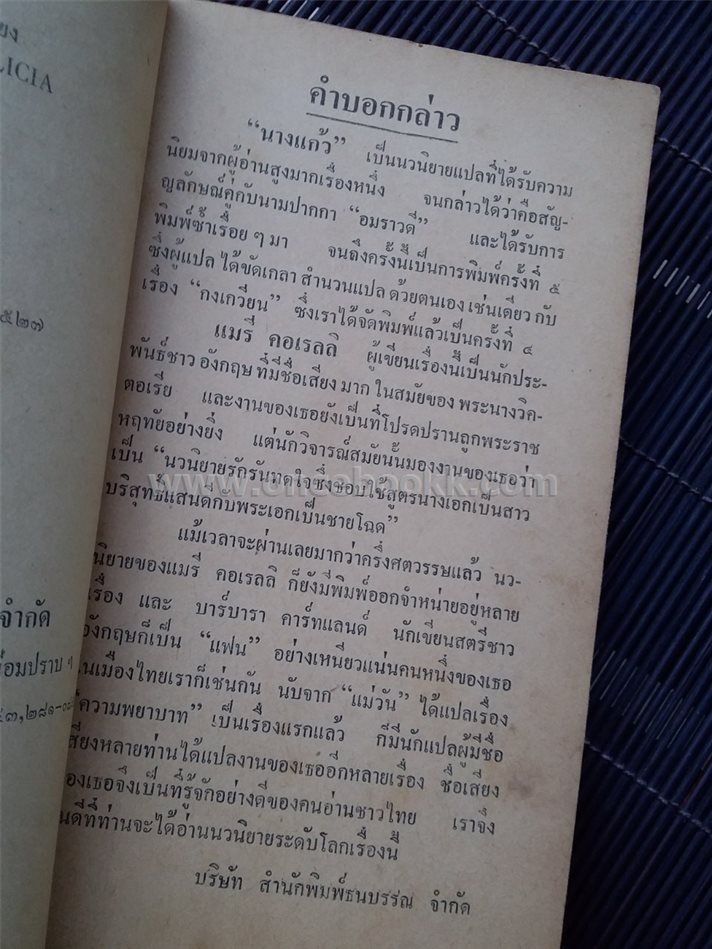 ยง
LICIA
๕๒๗
จำกัด
อมปราบ ฯ
คำบอกกล่าว
“นางแก้ว” เป็นนวนิยายแปลที่ได้รับความ
นิยมจากผู้อ่านสูงมากเรื่องหนึ่ง จนกล่าวได้ว่าคือสัญ-
ญลักษณ์คู่กับนามปากกา “อมราวดี” และได้รับการ
พิมพ์ซ้ำเรื่อย ๆ มา จนถึงครั้งนี้เป็นการพิมพ์ครั้งที่ ๕
ซึ่งผู้แปล ได้ขัดเกลา สำนวนแปล ด้วยตนเอง เช่นเดียว กับ
เรื่อง “กงเกวียน” ซึ่งเราได้จัดพิมพ์แล้วเป็นครั้งที่ ๔
แมรี่ คอเรลลิ ผู้เขียนเรื่องนี้เป็นนักประ-
พันธ์ชาว อังกฤษ ที่มีชื่อเสียง มาก ในสมัยของ พระนางวิค-
ตอเรีย และงานของเธอยังเป็นที่โปรดปรานถูกพระราช
หฤทัยอย่างยิ่ง แต่นักวิจารณ์สมัยนั้นมองงานของเธอว่า
เป็น “นวนิยายรักรันทดใจซึ่งชอบใช้สูตรนางเอกเป็นสาว
บริสุทธิ์แสนดีกับพระเอกเป็นชายโฉด”
แม้เวลาจะผ่านเลยมากว่าครึ่งศตวรรษแล้ว นว-
นิยายของแมรี่ คอเรลลิ ก็ยังมีพิมพ์ออกจำหน่ายอยู่หลาย
เรื่อง และ บาร์บารา คาร์ทแลนด์ นักเขียนสตรีชาว
อังกฤษก็เป็น “แฟน” อย่างเหนียวแน่นคนหนึ่งของเธอ
ในเมืองไทยเราก็เช่นกัน นับจาก “แม่วัน” ได้แปลเรื่อง
“ความพยาบาท” เป็นเรื่องแรกแล้ว ก็มีนักแปลผู้มีชื่อ
สียงหลายท่านได้แปลงานของเธออีกหลายเรื่อง ชื่อเสียง
องเธอจึงเป็นที่รู้จักอย่างดีของคนอ่านชาวไทย เราจึง
นดีที่ท่านจะได้อ่านนวนิยายระดับโลกเรื่องนี้
บริษัท สำนักพิมพ์ธนบรรณ จำกัด